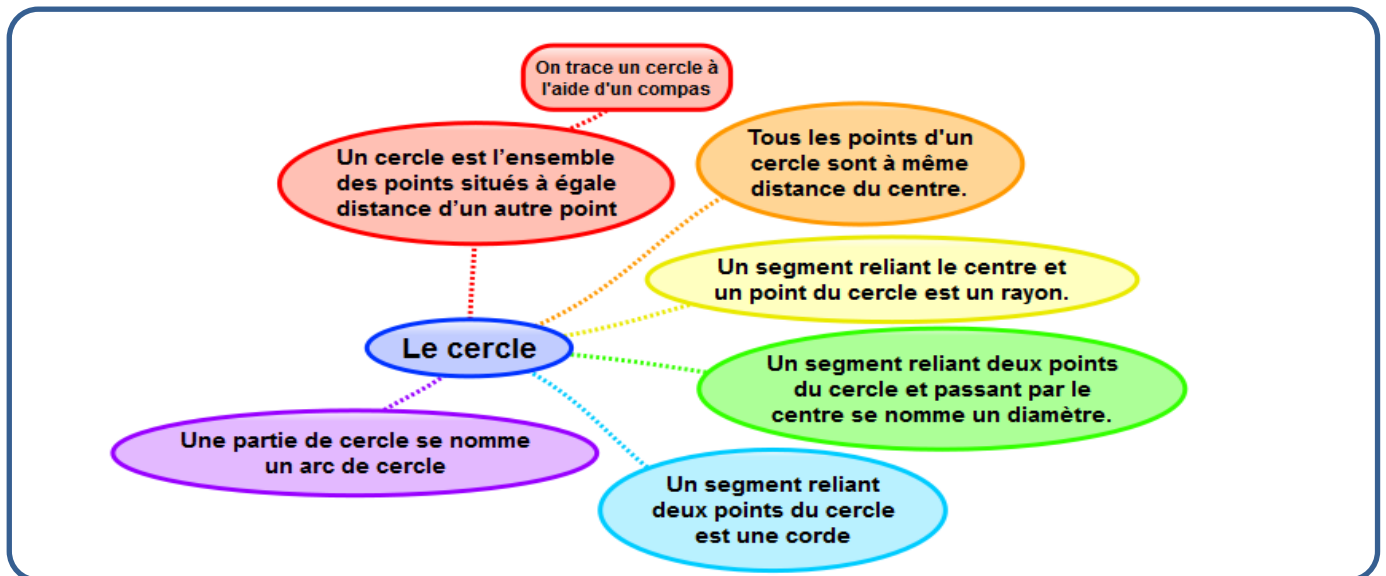 On trace un cercle à
l'aide d'un compas
Un cercle est l’ensemble
des points situés à égale
distance d’un autre point
Tous les points d'un
cercle sont à même
distance du centre.
Un segment reliant le centre et
un point du cercle est un rayon.
Le cercle
Un segment reliant deux points
du cercle et passant par le
centre se nomme un diamètre.
Une partie de cercle se nomme
un arc de cercle
Un segment reliant
deux points du cercle
est une corde